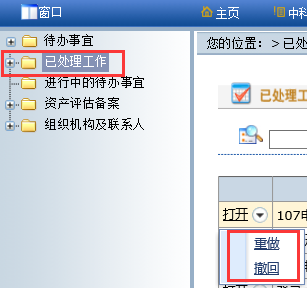 窗口
主页
待办事宜
已处理工作
进行中的待办事宜
资产评估备案
组织机构及联系人
您的位置： > 已处
已处理工
打开 107申
重做
撤回